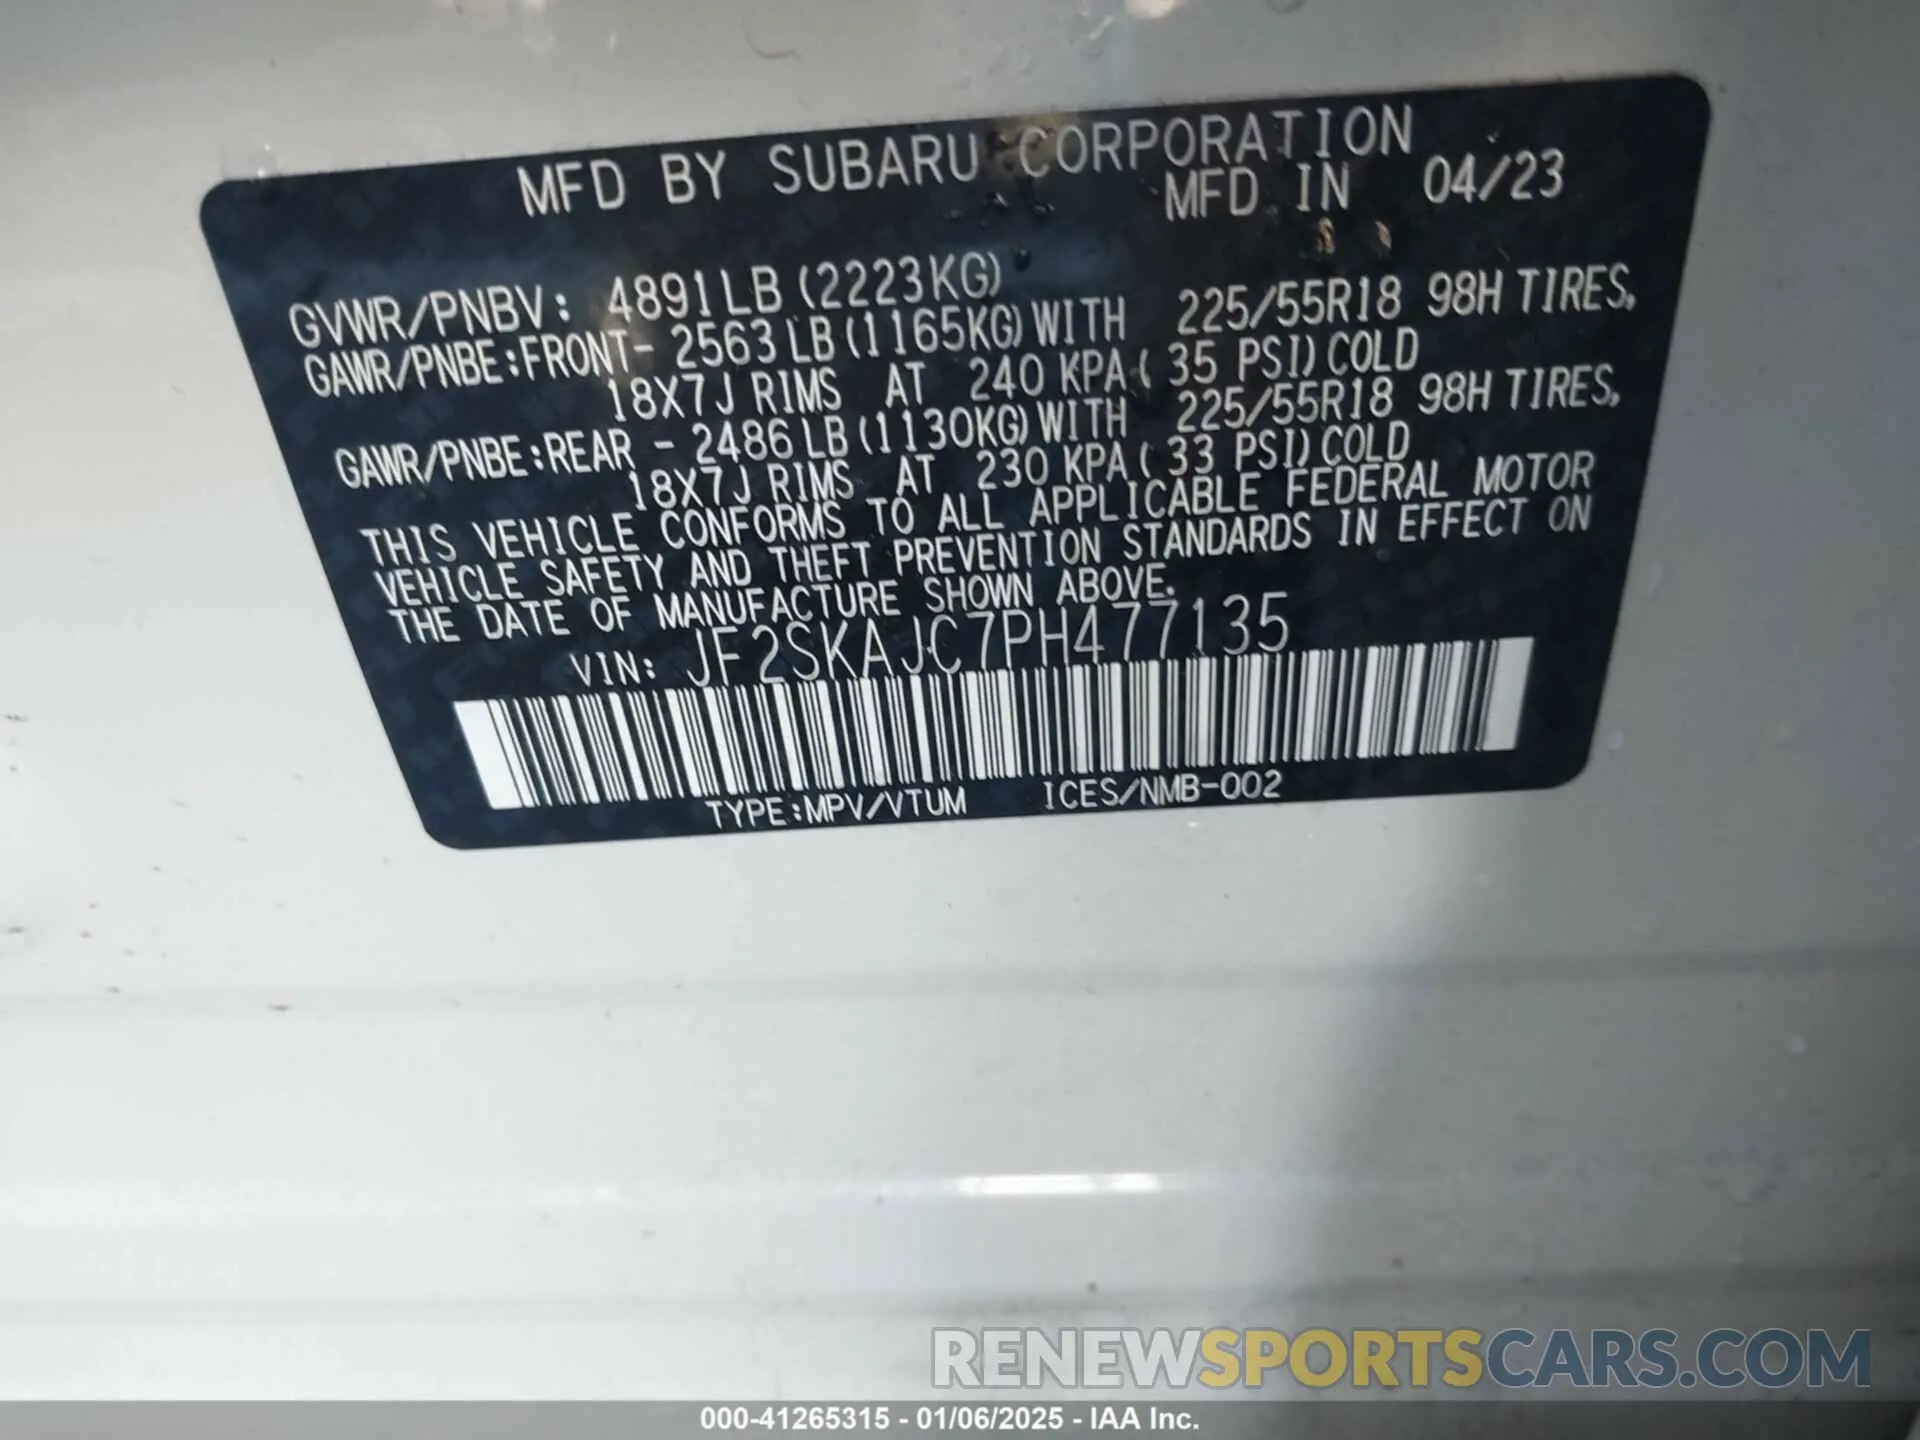 MFD BY SUBARU CORPORATION
MFD IN 04/23
GVWR/PNBV: 4891LB (2223KG)
GAWR/PNBE:FRONT- 2563LB(1165KG)WITH 225/55R18 98H TIRES,
18X7J RIMS AT 240 KPA( 35 PSI)COLD
GAWR/PNBE:REAR - 2486LB(1130KG)WITH 225/55R18 98H TIRES,
18X7J RIMS AT 230 KPA( 33 PSI)COLD
THIS VEHICLE CONFORMS TO ALL APPLICABLE FEDERAL MOTOR
VEHICLE SAFETY AND THEFT PREVENTION STANDARDS IN EFFECT ON
THE DATE OF MANUFACTURE SHOWN ABOVE.
VIN: JF2SKAJC7PH477135
TYPE:MPV/VTUM ICES/NMB-002
RENEWSPORTSCARS.COM
000-41265315 - 01/06/2025 - IAA Inc.